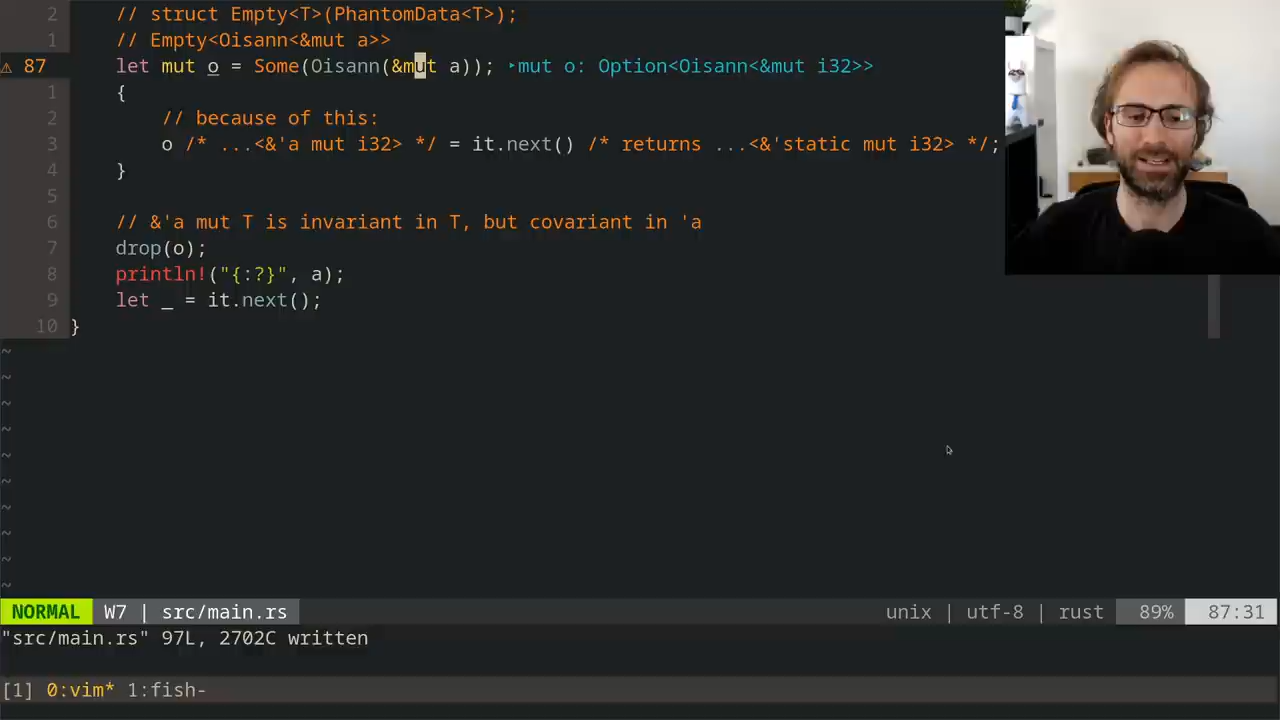 2 // struct Empty<T>(PhantomData<T>);
1 // Empty<Oisann<&mut a>>
⚠ 87 let mut o = Some(Oisann(&mut a)); ‣mut o: Option<Oisann<&mut i32>>
1 {
2 // because of this:
3 o /* ...<&'a mut i32> */ = it.next() /* returns ...<&'static mut i32> */;
4 }
5
6 // &'a mut T is invariant in T, but covariant in 'a
7 drop(o);
8 println!("{:?}", a);
9 let _ = it.next();
10 }
~
~
~
~
~
~
~
~
~
~
NORMAL W7 | src/main.rs unix | utf-8 | rust 89% 87:31
"src/main.rs" 97L, 2702C written
[1] 0:vim* 1:fish-